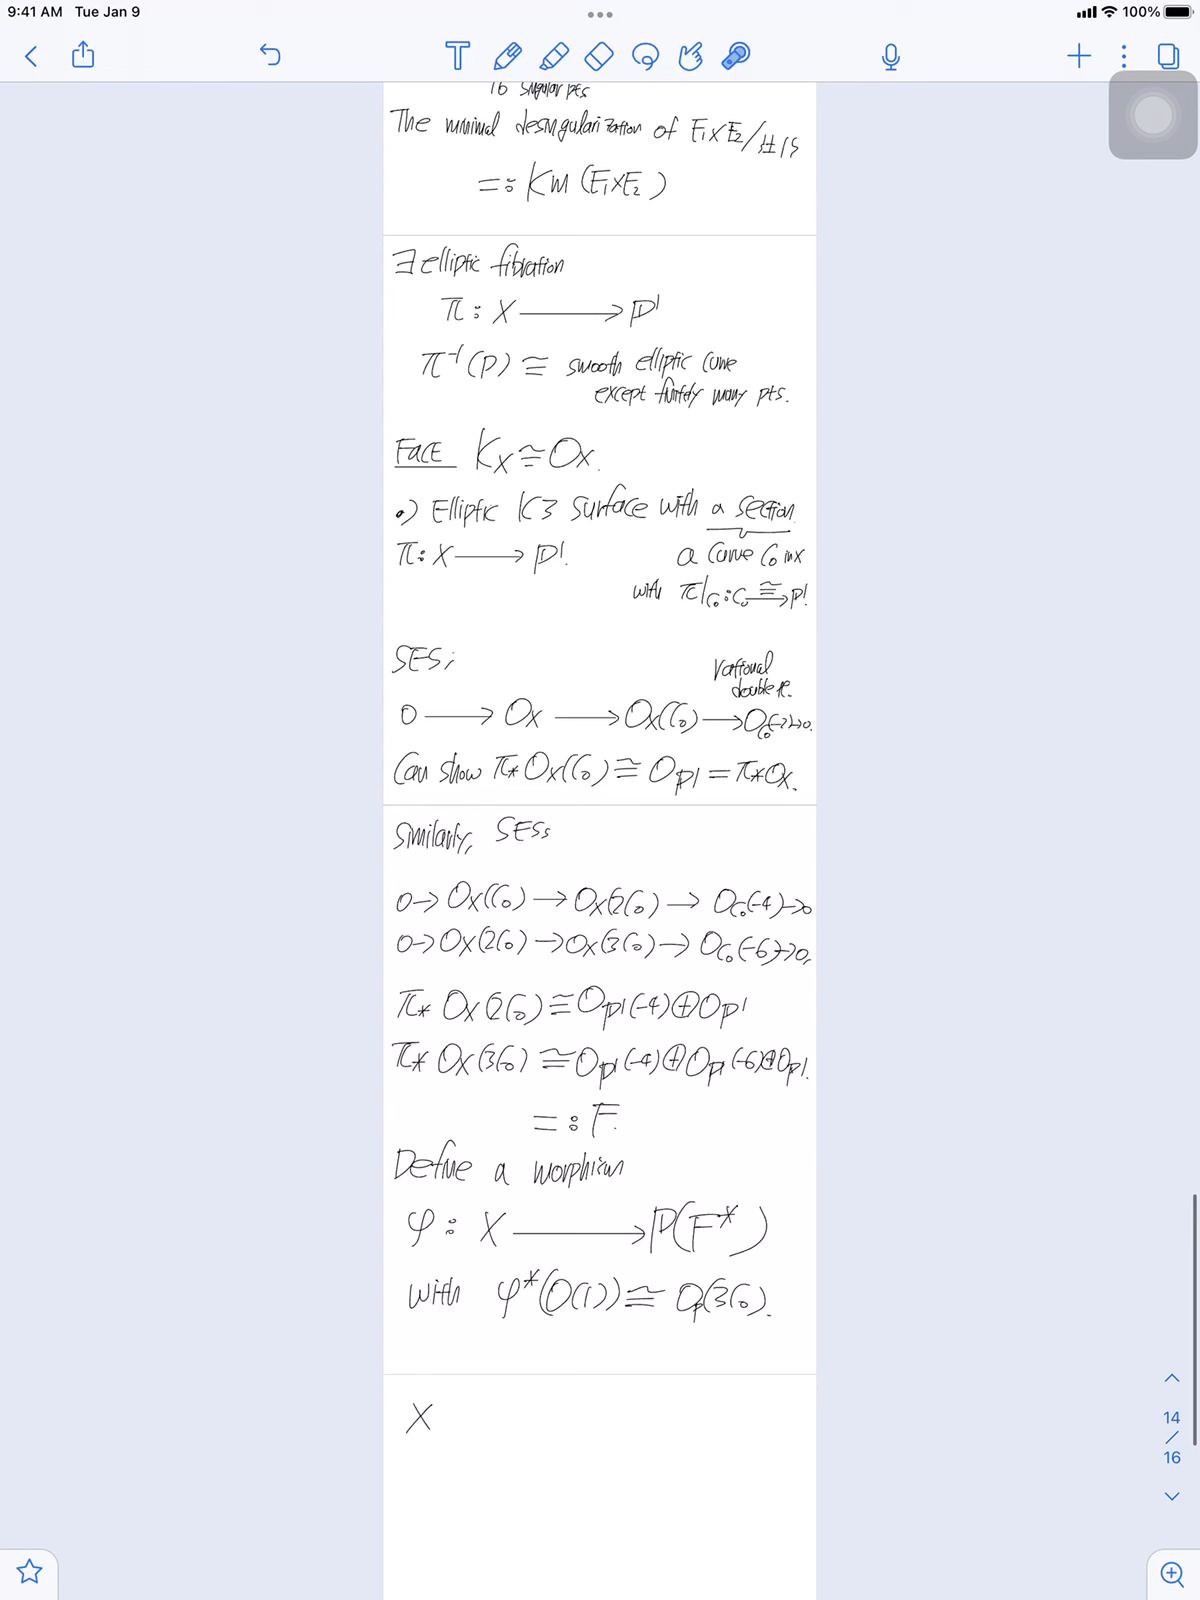 9:41 AM Tue Jan 9
100%
16 singular pts
The minimal desingularization of E₁×E₂/{±1}
=: Km (E₁×E₂)
∃ elliptic fibration
π : X ⟶ P¹
π⁻¹(p) ≅ smooth elliptic curve
except finitely many pts.
Fact K_X ≅ O_X.
•) Elliptic K3 surface with a section
π : X ⟶ P¹. a curve C₀ in X
with π|_{C₀} : C₀ ≅⟶ P¹.
SES;
rational
double pt.
0 ⟶ O_X ⟶ O_X(C₀) ⟶ O_{C₀}(-2)→0.
Can show π_* O_X(C₀) ≅ O_{P¹} = π_* O_X.
Similarly, SESs
0→ O_X(C₀) → O_X(2C₀) → O_{C₀}(-4)→0
0→ O_X(2C₀) → O_X(3C₀) → O_{C₀}(-6)→0,
π_* O_X(2C₀) ≅ O_{P¹}(-4) ⊕ O_{P¹}
π_* O_X(3C₀) ≅ O_{P¹}(-4) ⊕ O_{P¹}(-6) ⊕ O_{P¹}.
=: F.
Define a morphism
φ : X ⟶ P(F*)
with φ*(O(1)) ≅ O_P(3C₀).
X
14
/
16